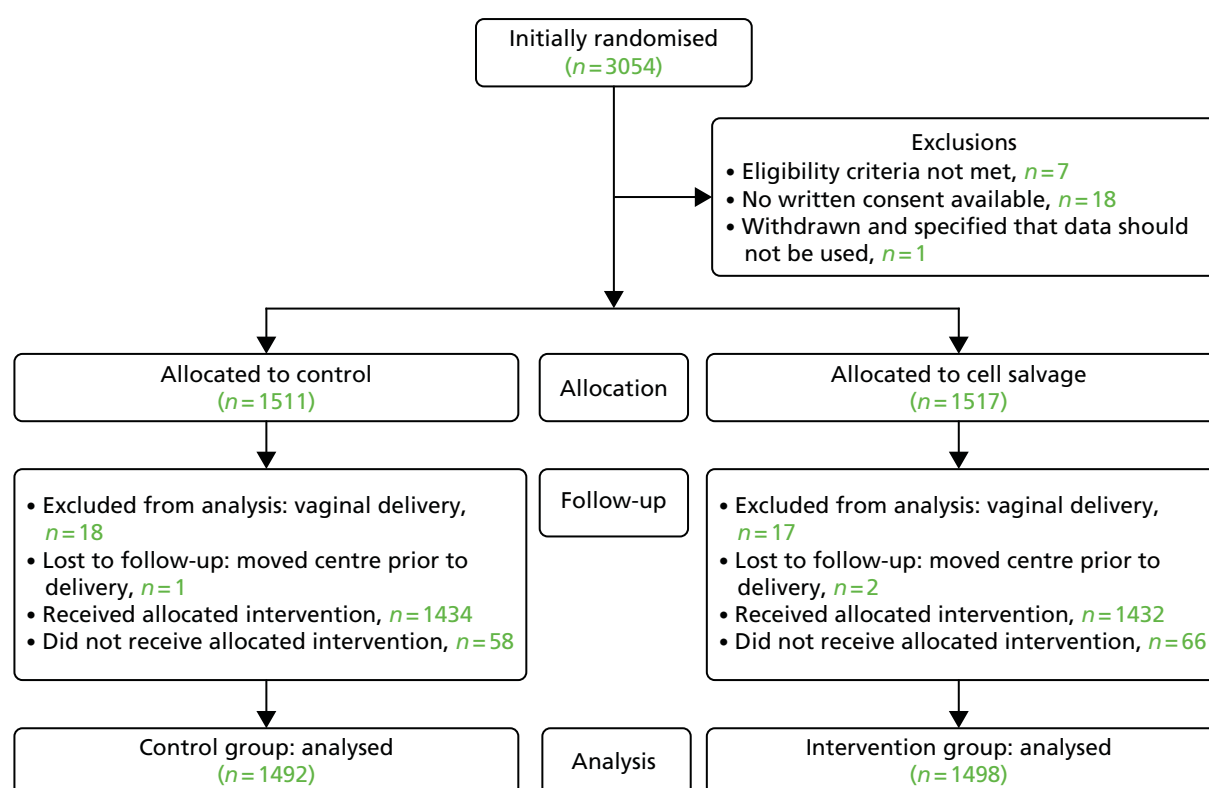 Initially randomised
(n=3054)
Exclusions
• Eligibility criteria not met, n=7
• No written consent available, n=18
• Withdrawn and specified that data should
not be used, n=1
Allocated to control
(n=1511)
Allocation
Allocated to cell salvage
(n=1517)
• Excluded from analysis: vaginal delivery,
n=18
• Lost to follow-up: moved centre prior to
delivery, n=1
• Received allocated intervention, n=1434
• Did not receive allocated intervention, n=58
Follow-up
• Excluded from analysis: vaginal delivery,
n=17
• Lost to follow-up: moved centre prior to
delivery, n=2
• Received allocated intervention, n=1432
• Did not receive allocated intervention, n=66
Control group: analysed
(n=1492)
Analysis
Intervention group: analysed
(n=1498)